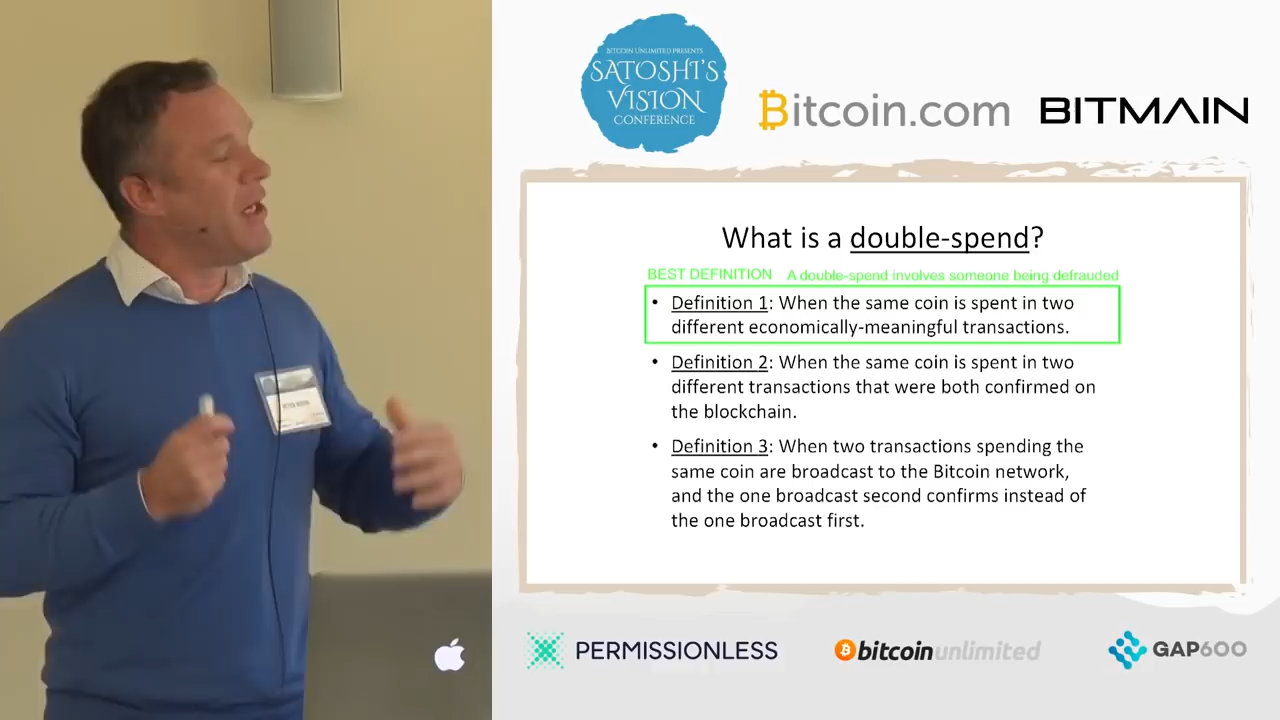 BITCOIN UNLIMITED PRESENTS
SATOSHI'S
VISION
CONFERENCE
Bitcoin.com
BITMAIN
What is a double-spend?
BEST DEFINITION A double-spend involves someone being defrauded
• Definition 1: When the same coin is spent in two
different economically-meaningful transactions.
• Definition 2: When the same coin is spent in two
different transactions that were both confirmed on
the blockchain.
• Definition 3: When two transactions spending the
same coin are broadcast to the Bitcoin network,
and the one broadcast second confirms instead of
the one broadcast first.
PERMISSIONLESS
bitcoinunlimited
GAP600